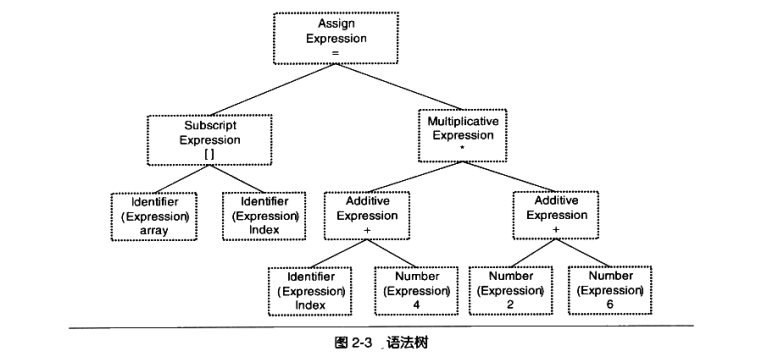 Assign
Expression
=
Subscript
Expression
[ ]
Multiplicative
Expression
*
Identifier
(Expression)
array
Identifier
(Expression)
Index
Additive
Expression
+
Additive
Expression
+
Identifier
(Expression)
Index
Number
(Expression)
4
Number
(Expression)
2
Number
(Expression)
6
图 2-3 语法树